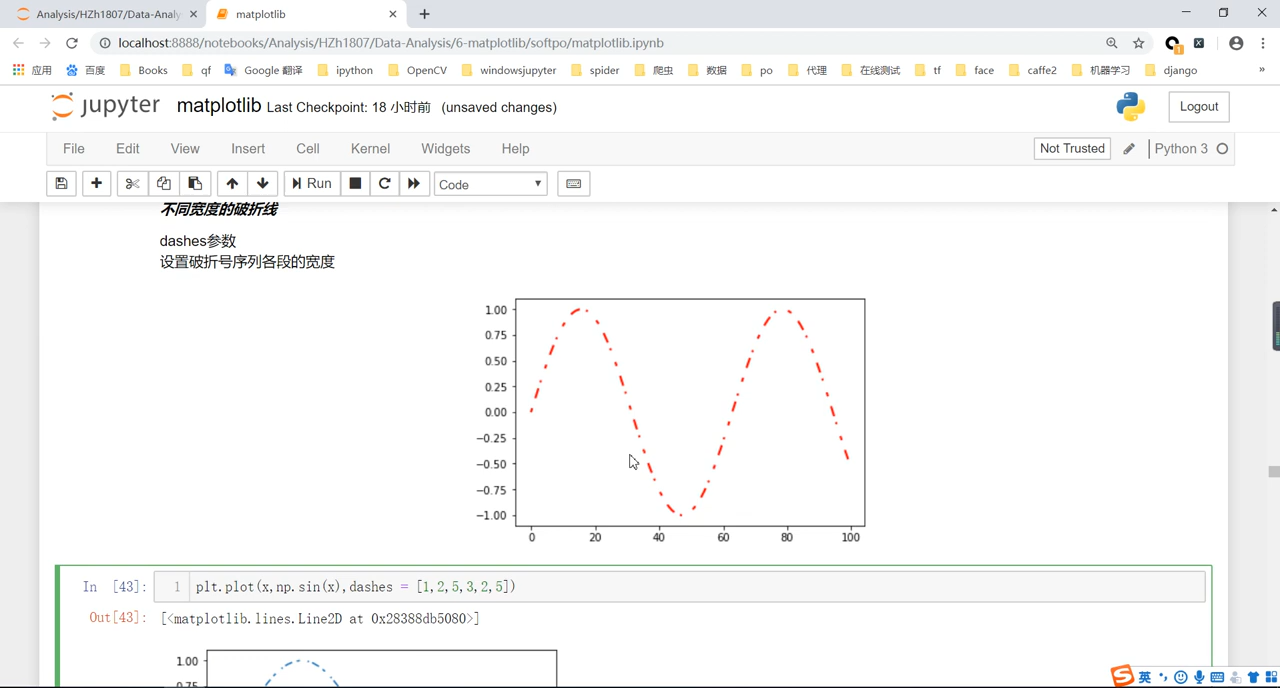 Analysis/HZh1807/Data-Analy
matplotlib
localhost:8888/notebooks/Analysis/HZh1807/Data-Analysis/6-matplotlib/softpo/matplotlib.ipynb
1
应用 百度 Books qf Google 翻译 ipython OpenCV windowsjupyter spider 爬虫 数据 po 代理 在线测试 tf face caffe2 机器学习 django »
jupyter matplotlib Last Checkpoint: 18 小时前 (unsaved changes) Logout
File Edit View Insert Cell Kernel Widgets Help Not Trusted Python 3
Run Code
不同宽度的破折线
dashes参数
设置破折号序列各段的宽度
1.00
0.75
0.50
0.25
0.00
−0.25
−0.50
−0.75
−1.00
0 20 40 60 80 100
In [43]: 1 plt.plot(x,np.sin(x),dashes = [1,2,5,3,2,5])
Out[43]: [<matplotlib.lines.Line2D at 0x28388db5080>]
1.00
0.75
英